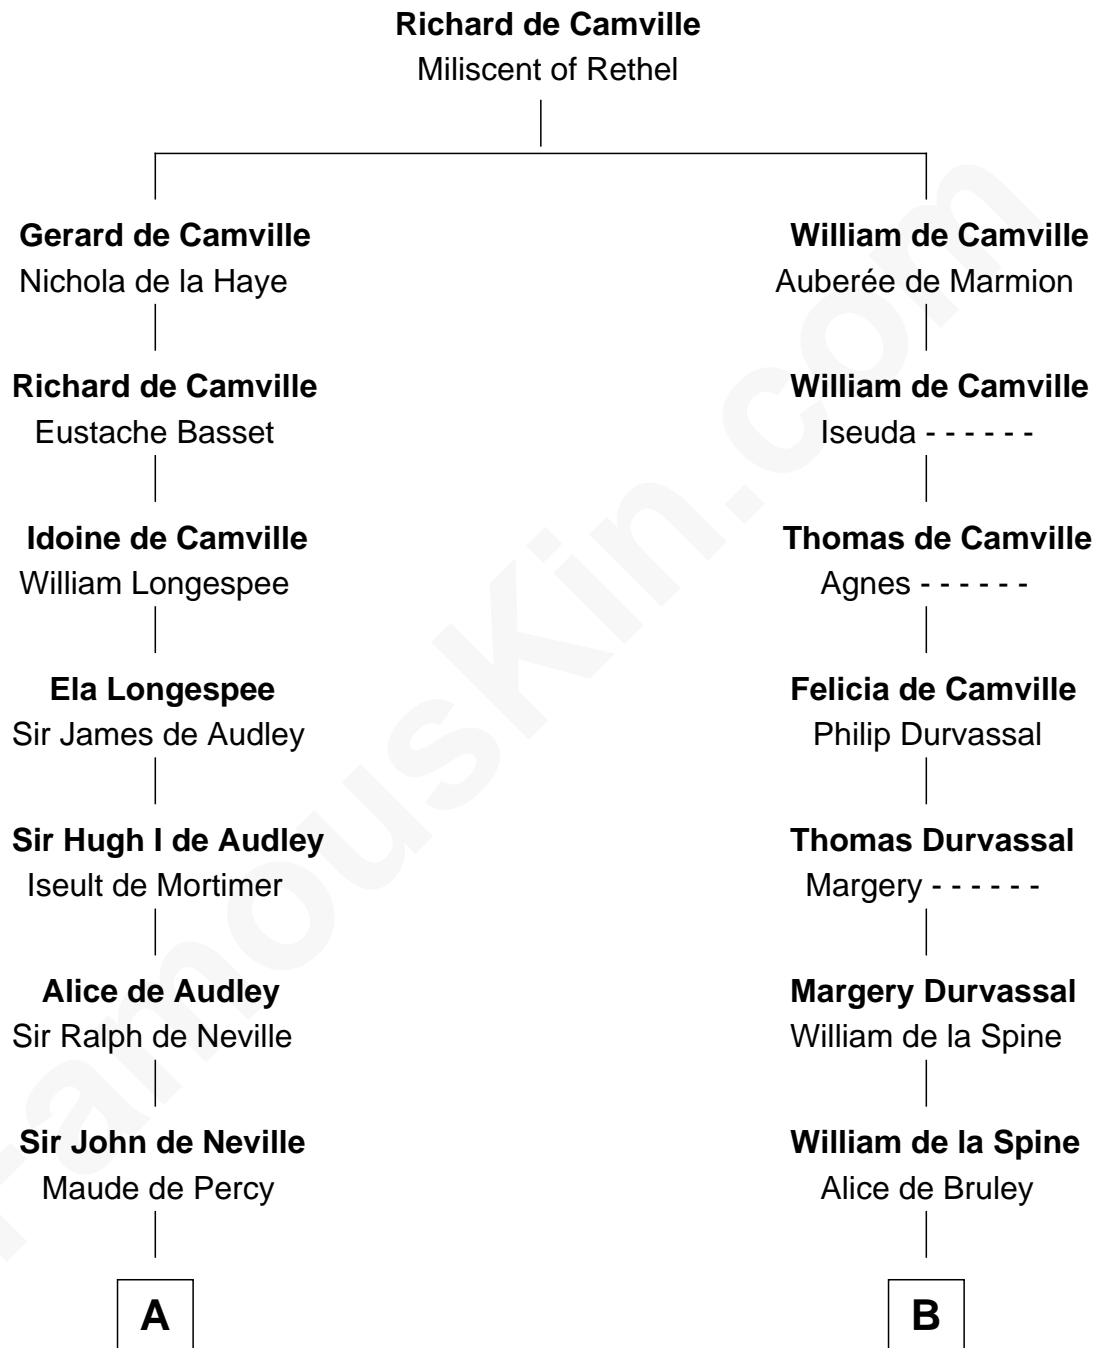 Richard de Camville
Miliscent of Rethel
Gerard de Camville
Nichola de la Haye
Richard de Camville
Eustache Basset
Idoine de Camville
William Longespee
Ela Longespee
Sir James de Audley
Sir Hugh I de Audley
Iseult de Mortimer
Alice de Audley
Sir Ralph de Neville
Sir John de Neville
Maude de Percy
A
William de Camville
Auberée de Marmion
William de Camville
Iseuda - - - - - -
Thomas de Camville
Agnes - - - - - -
Felicia de Camville
Philip Durvassal
Thomas Durvassal
Margery - - - - - -
Margery Durvassal
William de la Spine
William de la Spine
Alice de Bruley
B
FamousKin.com